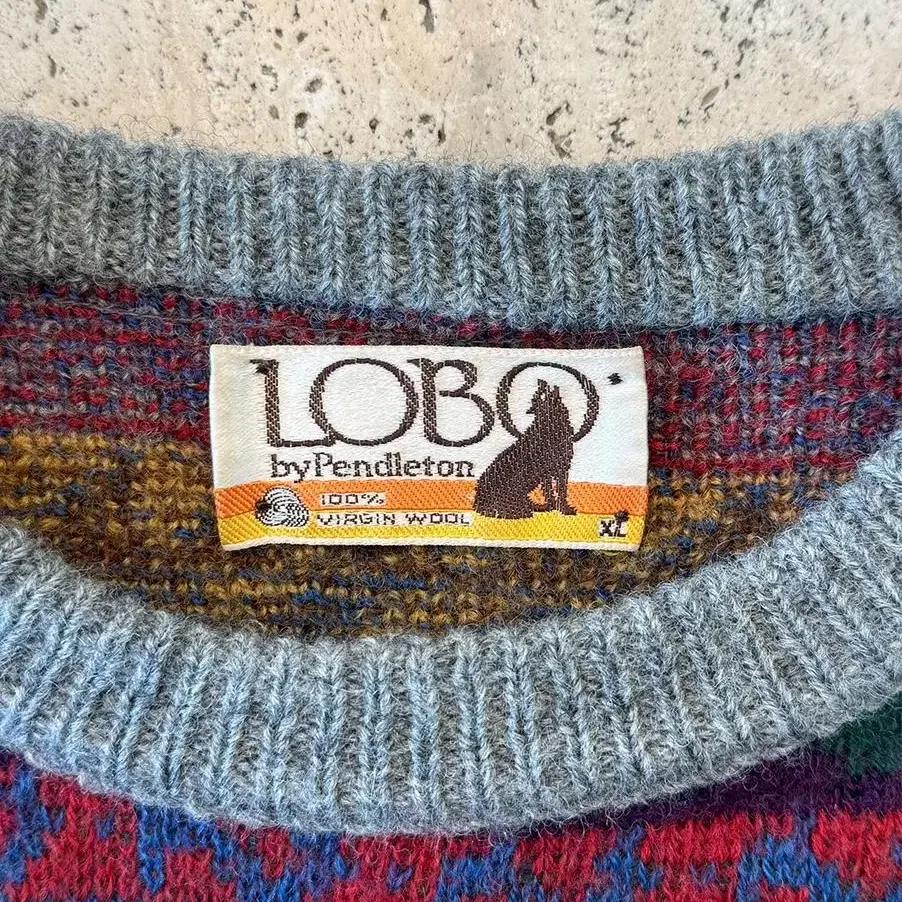 LOBO
by Pendleton
100%
VIRGIN WOOL
XL